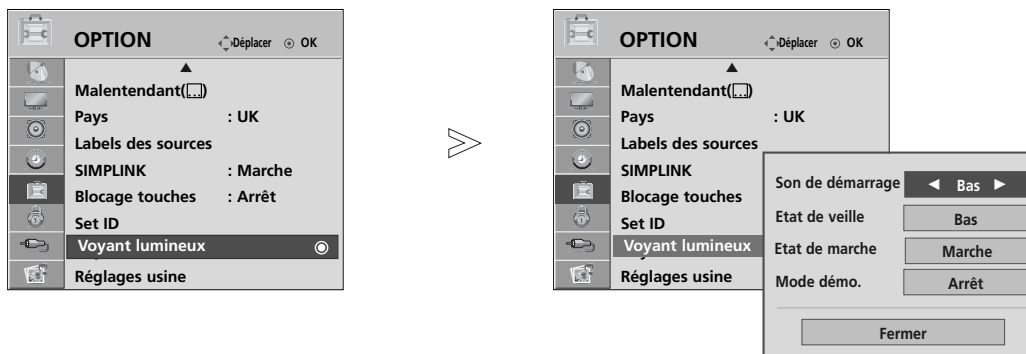 OPTION
Déplacer OK
Malentendant(...)
Pays : UK
Labels des sources
SIMPLINK : Marche
Blocage touches : Arrêt
Set ID
Voyant lumineux
Réglages usine
OPTION
Déplacer OK
Malentendant(...)
Pays : UK
Labels des sources
SIMPLINK
Blocage touches
Set ID
Voyant lumineux
Réglages usine
Son de démarrage ◄ Bas ►
Etat de veille Bas
Etat de marche Marche
Mode démo. Arrêt
Fermer